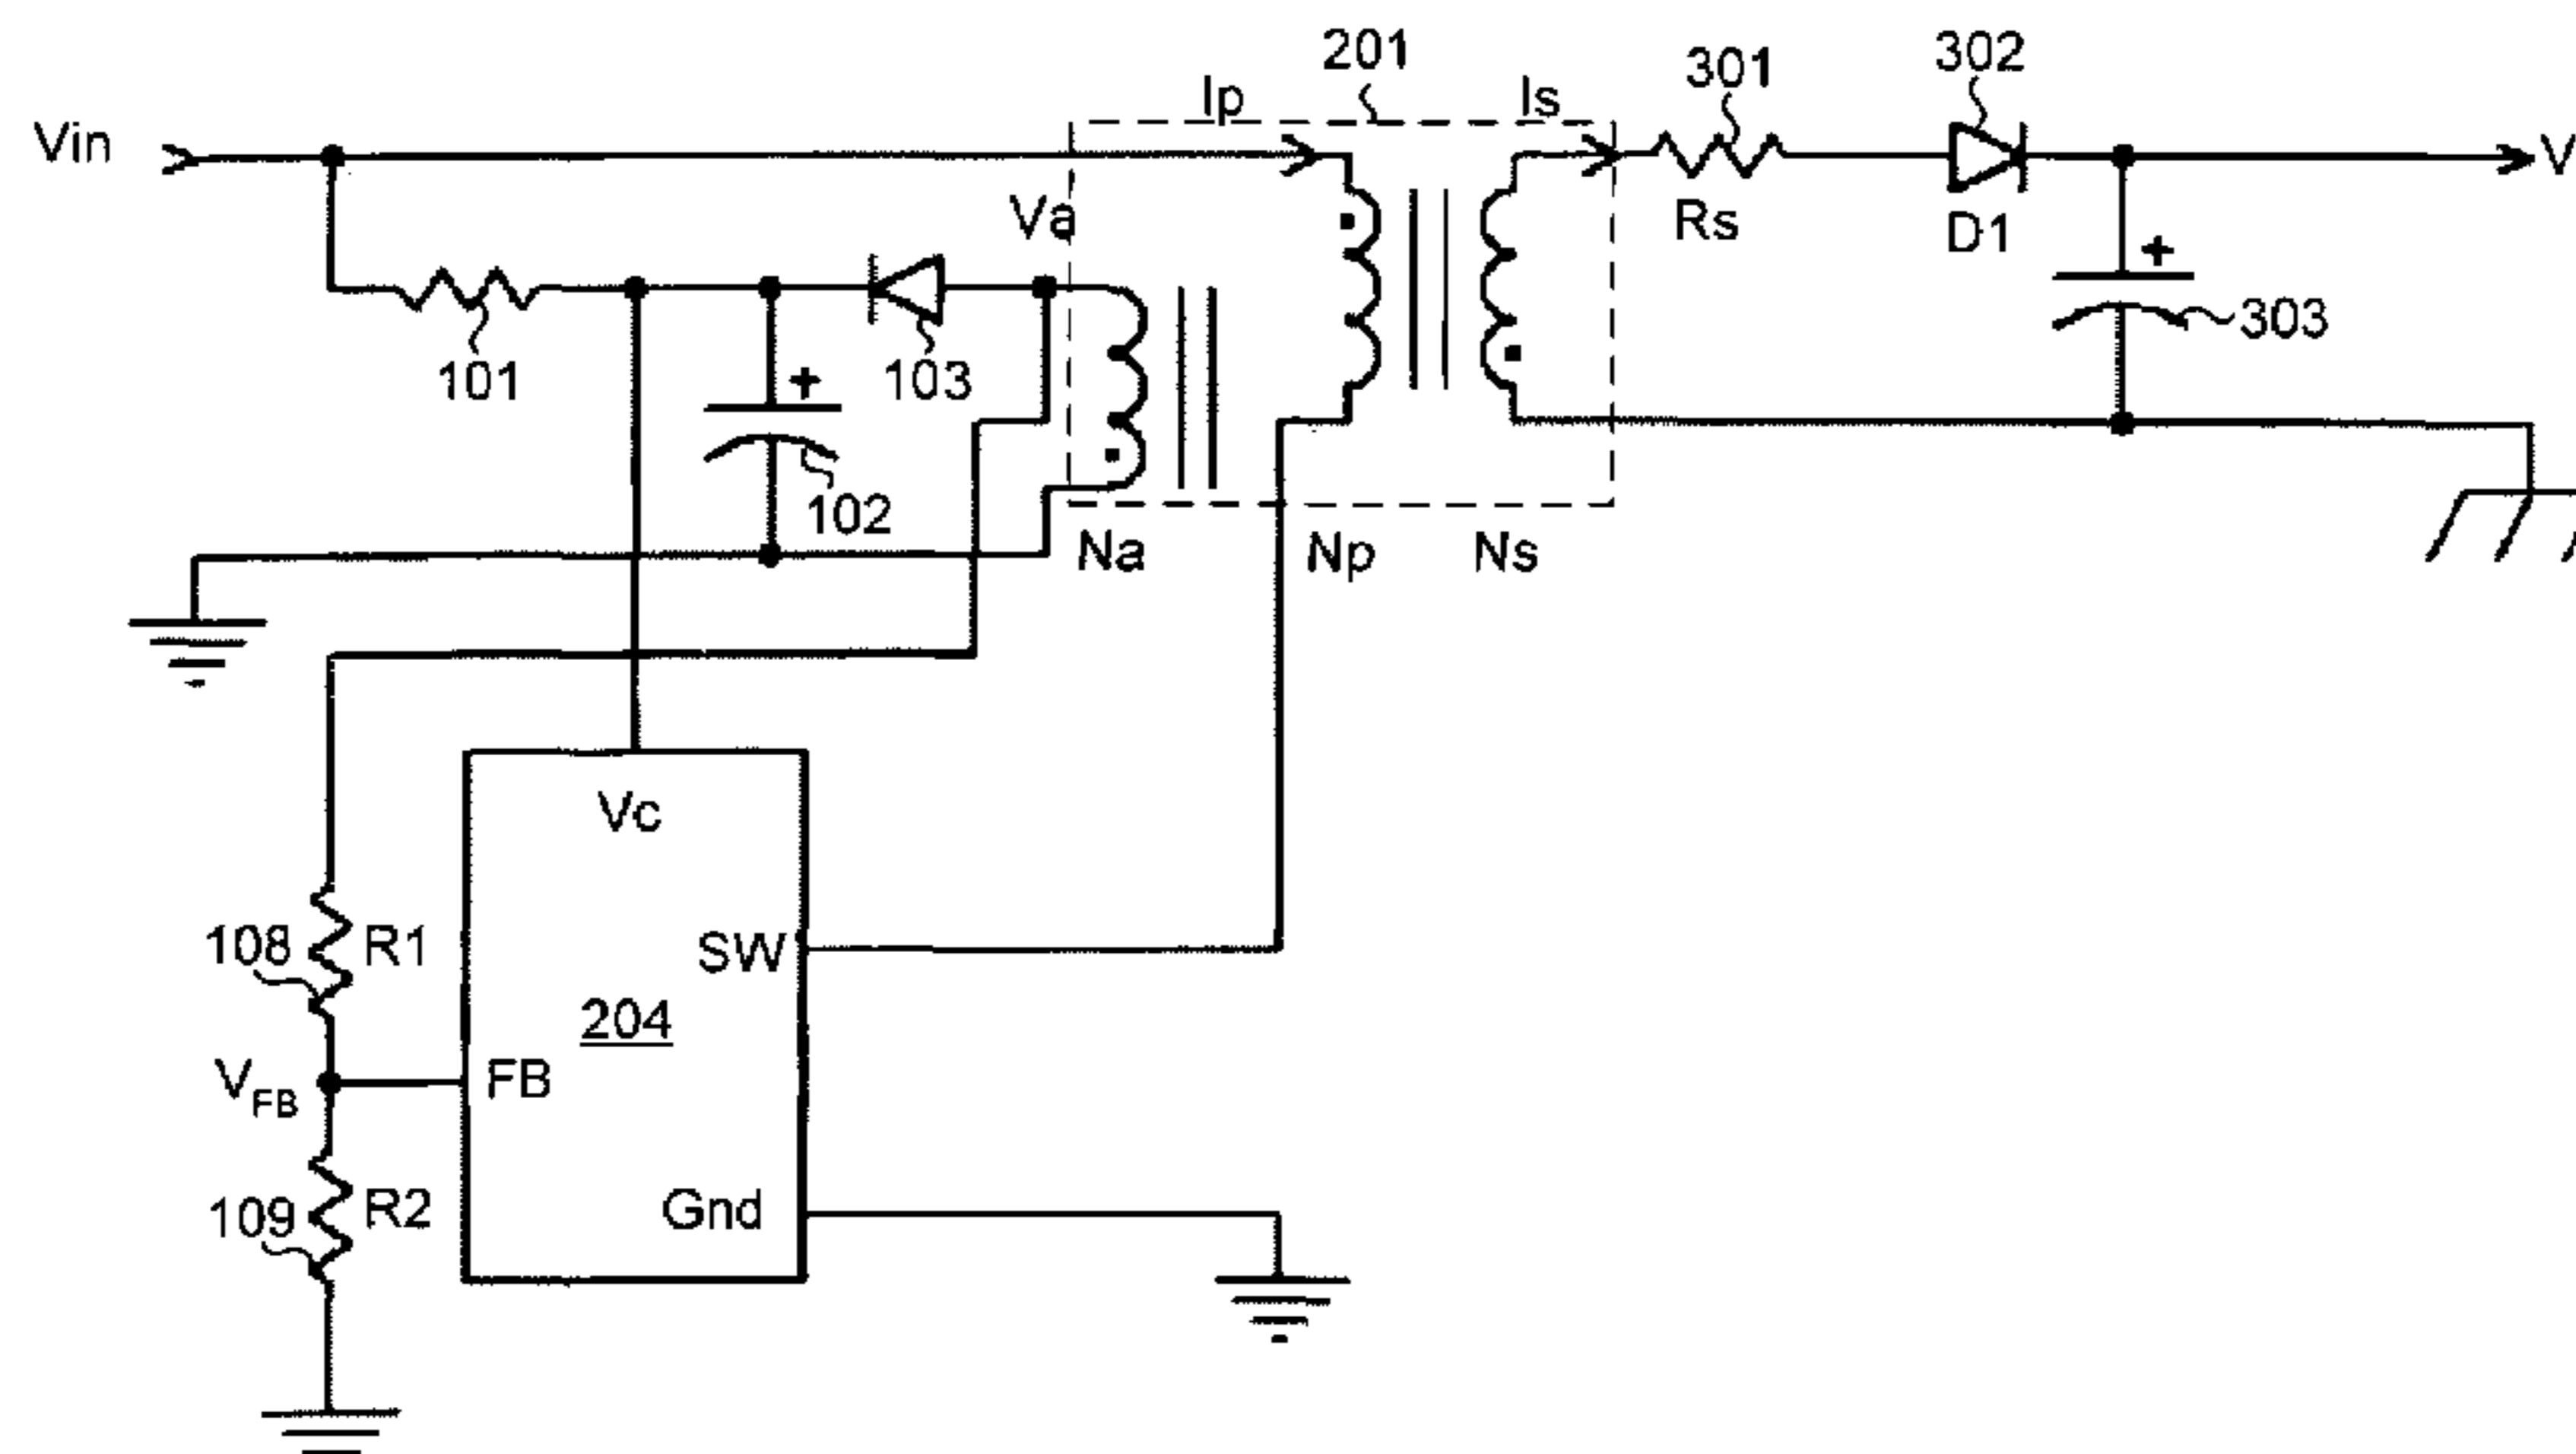 201
301
302
Ip
Is
Vin
V
Va
Rs
D1
+
303
101
+
103
102
Na
Np
Ns
Vc
108
R1
SW
204
VFB
FB
109
R2
Gnd